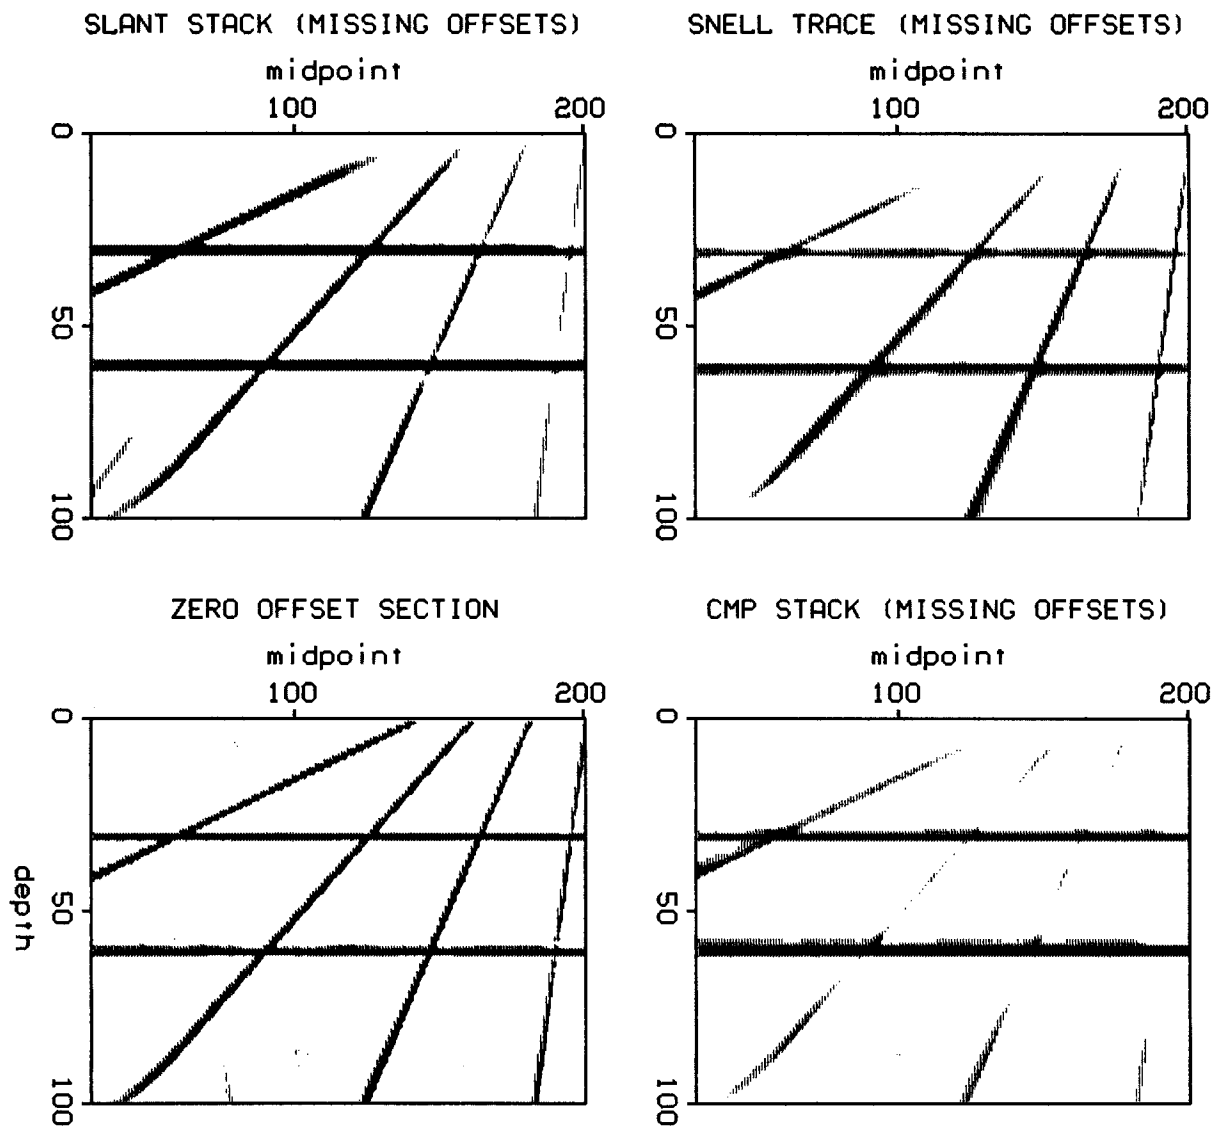 SLANT STACK (MISSING OFFSETS)
midpoint
100 200
0
50
100
SNELL TRACE (MISSING OFFSETS)
midpoint
100 200
0
50
100
ZERO OFFSET SECTION
midpoint
100 200
0
50
100
depth
CMP STACK (MISSING OFFSETS)
midpoint
100 200
0
50
100